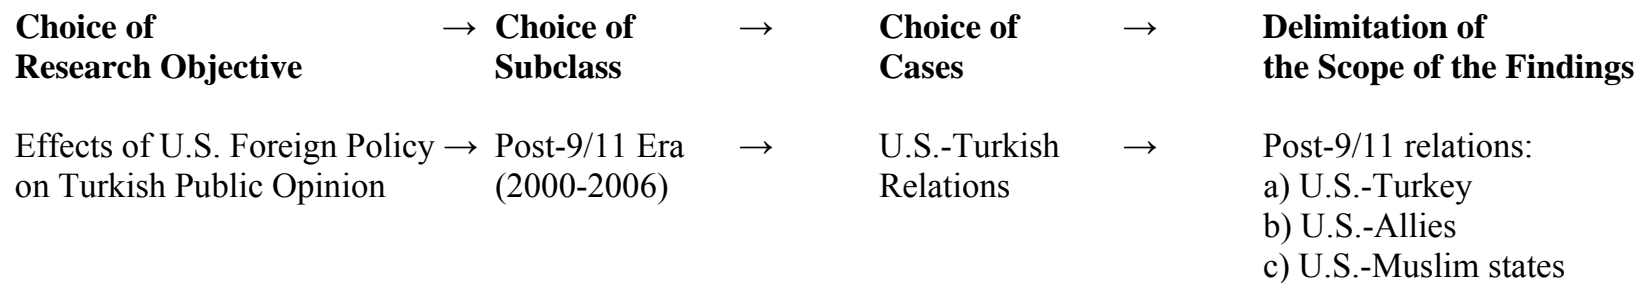 Choice of → Choice of → Choice of → Delimitation of
Research Objective Subclass Cases the Scope of the Findings
Effects of U.S. Foreign Policy → Post-9/11 Era → U.S.-Turkish → Post-9/11 relations:
on Turkish Public Opinion (2000-2006) Relations a) U.S.-Turkey
b) U.S.-Allies
c) U.S.-Muslim states